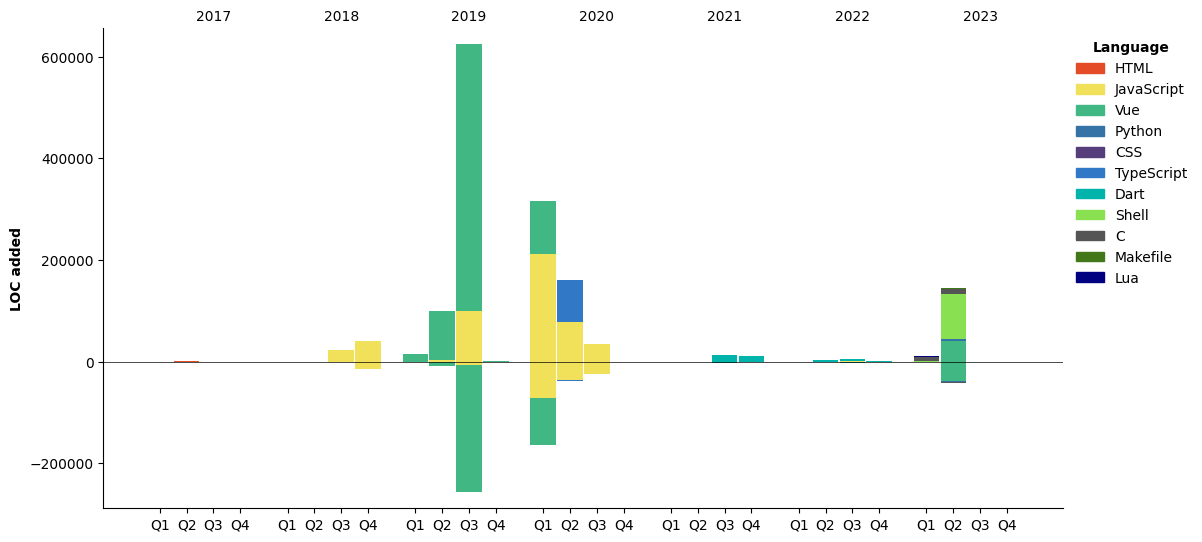 2017 2018 2019 2020 2021 2022 2023
Language
HTML
JavaScript
Vue
Python
CSS
TypeScript
Dart
Shell
C
Makefile
Lua
LOC added
600000
400000
200000
0
−200000
Q1 Q2 Q3 Q4 Q1 Q2 Q3 Q4 Q1 Q2 Q3 Q4 Q1 Q2 Q3 Q4 Q1 Q2 Q3 Q4 Q1 Q2 Q3 Q4 Q1 Q2 Q3 Q4